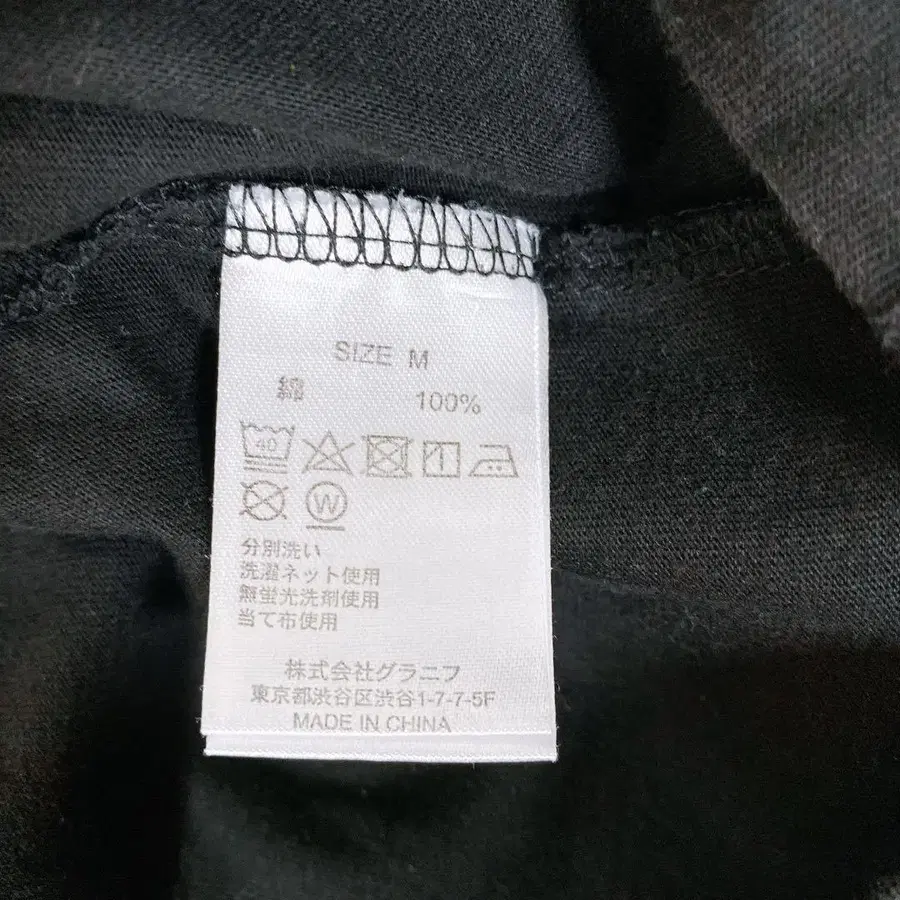 SIZE M
綿 100%
40
W
分別洗い
洗濯ネット使用
無蛍光洗剤使用
当て布使用
株式会社グラニフ
東京都渋谷区渋谷1-7-7-5F
MADE IN CHINA